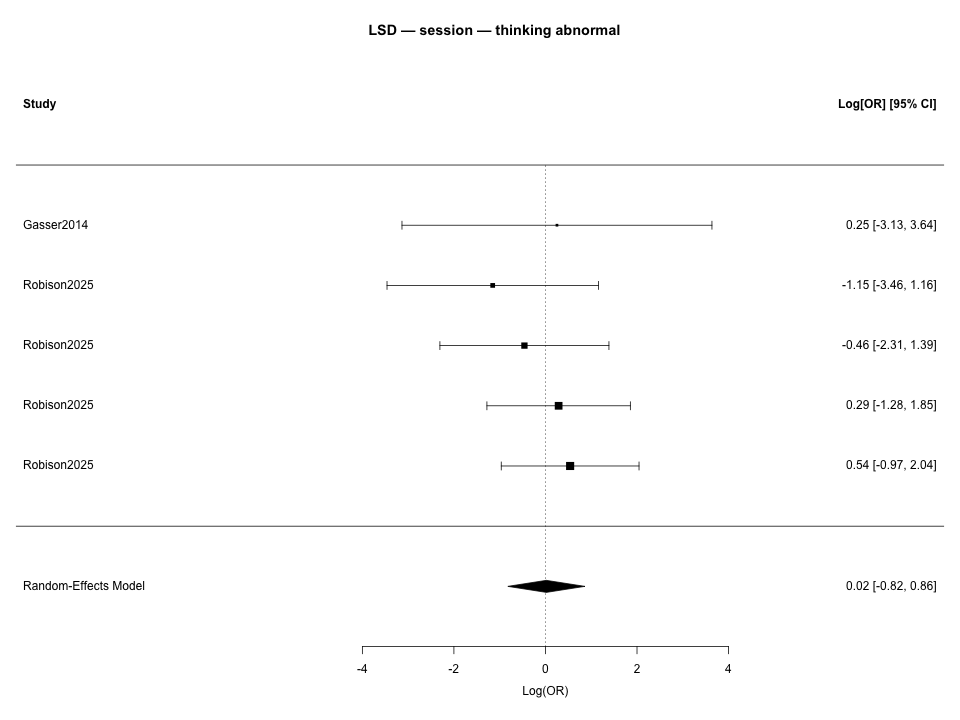 LSD — session — thinking abnormal
Study Log[OR] [95% CI]
Gasser2014 0.25 [-3.13, 3.64]
Robison2025 -1.15 [-3.46, 1.16]
Robison2025 -0.46 [-2.31, 1.39]
Robison2025 0.29 [-1.28, 1.85]
Robison2025 0.54 [-0.97, 2.04]
Random-Effects Model 0.02 [-0.82, 0.86]
-4 -2 0 2 4
Log(OR)